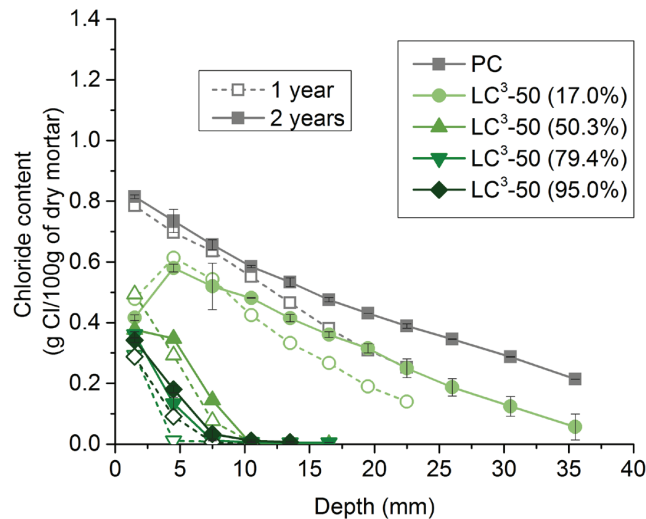 1.4
1.2
1.0
0.8
0.6
0.4
0.2
0.0
0 5 10 15 20 25 30 35 40
Chloride content
(g Cl/100g of dry mortar)
Depth (mm)
1 year
2 years
PC
LC³-50 (17.0%)
LC³-50 (50.3%)
LC³-50 (79.4%)
LC³-50 (95.0%)